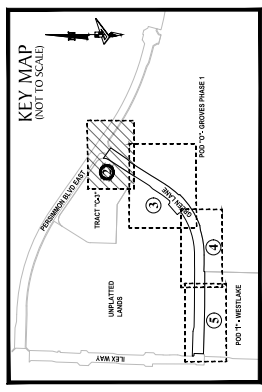 KEY MAP
(NOT TO SCALE)
PERSIMMON BLVD EAST
TRACT "C-1"
2
UNPLATTED
LANDS
3
GREEN LANE
POD "O"- GROVES PHASE 1
4
5
ILEX WAY
POD "I" - WESTLAKE